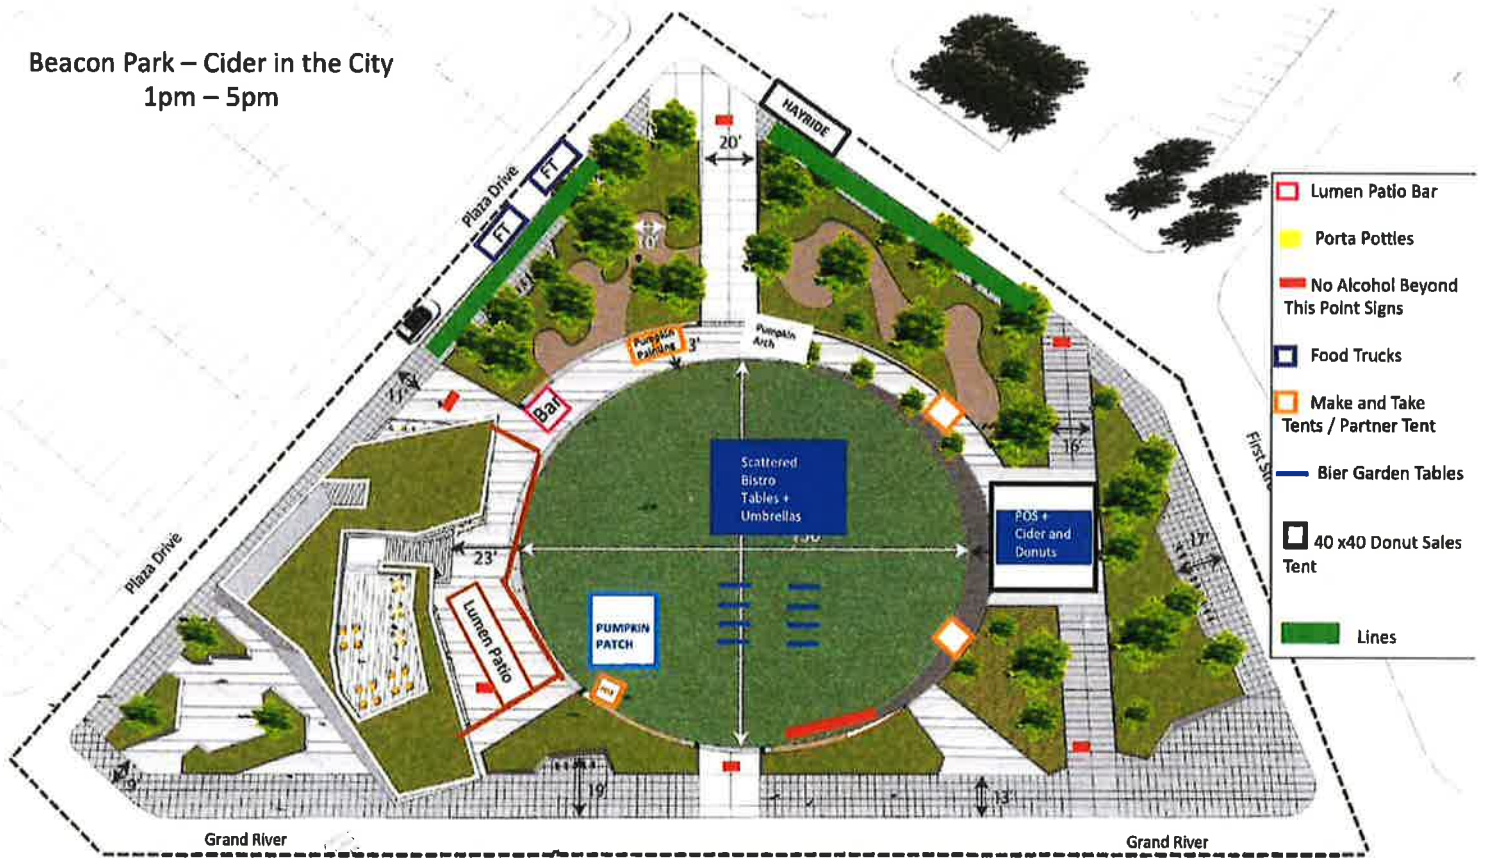 Beacon Park – Cider in the City
1pm – 5pm
HAYRIDE
20'
FT
Plaza Drive
FT
10'
Pumpkin
Painting
3'
Pumpkin
Arch
Bar
16'
First
Scattered
Bistro
Tables +
Umbrellas
POS +
Cider and
Donuts
17'
23'
Plaza Drive
Lumen Patio
PUMPKIN
PATCH
9'
19'
13'
Grand River
Grand River
Lumen Patio Bar
Porta Potties
No Alcohol Beyond
This Point Signs
Food Trucks
Make and Take
Tents / Partner Tent
Bier Garden Tables
40 x40 Donut Sales
Tent
Lines